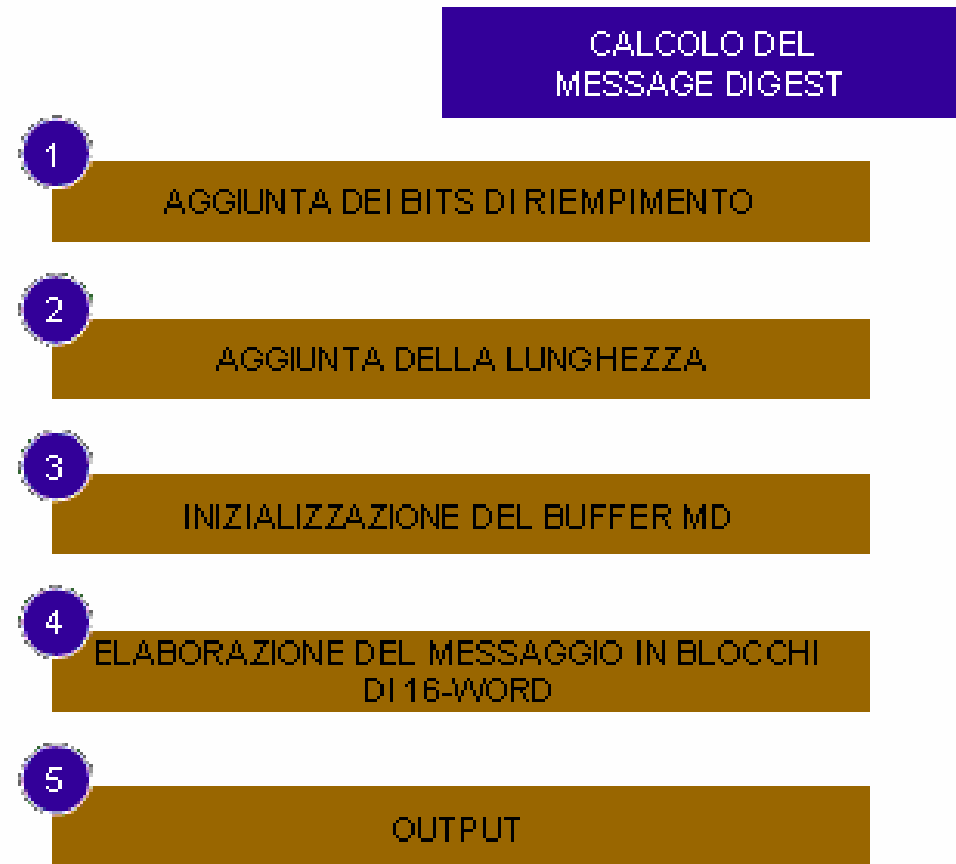 CALCOLO DEL
MESSAGE DIGEST
1
AGGIUNTA DEI BITS DI RIEMPIMENTO
2
AGGIUNTA DELLA LUNGHEZZA
3
INIZIALIZZAZIONE DEL BUFFER MD
4
ELABORAZIONE DEL MESSAGGIO IN BLOCCHI
DI 16-WORD
5
OUTPUT